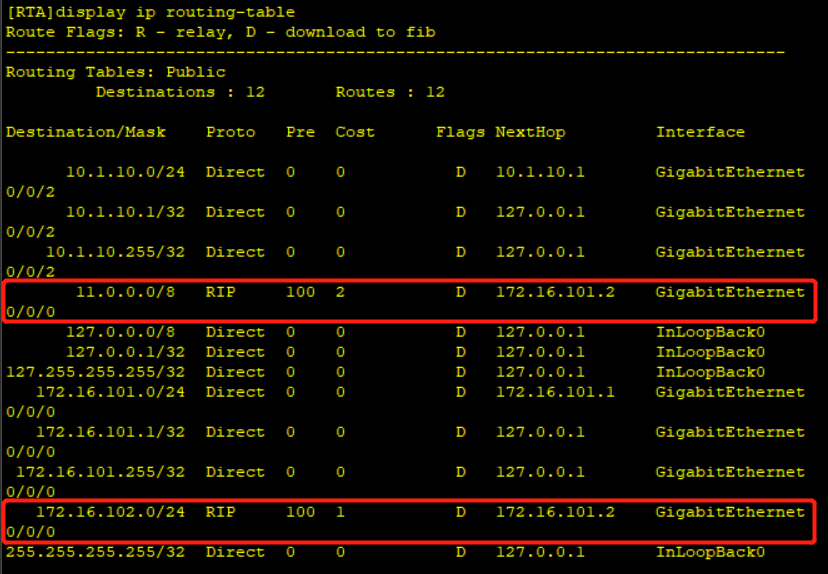 [RTA]display ip routing-table
Route Flags: R - relay, D - download to fib
------------------------------------------------------------------------------
Routing Tables: Public
         Destinations : 12       Routes : 12

Destination/Mask    Proto   Pre  Cost      Flags NextHop         Interface

      10.1.10.0/24  Direct  0    0           D   10.1.10.1       GigabitEthernet
0/0/2
      10.1.10.1/32  Direct  0    0           D   127.0.0.1       GigabitEthernet
0/0/2
    10.1.10.255/32  Direct  0    0           D   127.0.0.1       GigabitEthernet
0/0/2
       11.0.0.0/8   RIP     100  2           D   172.16.101.2    GigabitEthernet
0/0/0
      127.0.0.0/8   Direct  0    0           D   127.0.0.1       InLoopBack0
      127.0.0.1/32  Direct  0    0           D   127.0.0.1       InLoopBack0
127.255.255.255/32  Direct  0    0           D   127.0.0.1       InLoopBack0
   172.16.101.0/24  Direct  0    0           D   172.16.101.1    GigabitEthernet
0/0/0
   172.16.101.1/32  Direct  0    0           D   127.0.0.1       GigabitEthernet
0/0/0
 172.16.101.255/32  Direct  0    0           D   127.0.0.1       GigabitEthernet
0/0/0
   172.16.102.0/24  RIP     100  1           D   172.16.101.2    GigabitEthernet
0/0/0
255.255.255.255/32  Direct  0    0           D   127.0.0.1       InLoopBack0